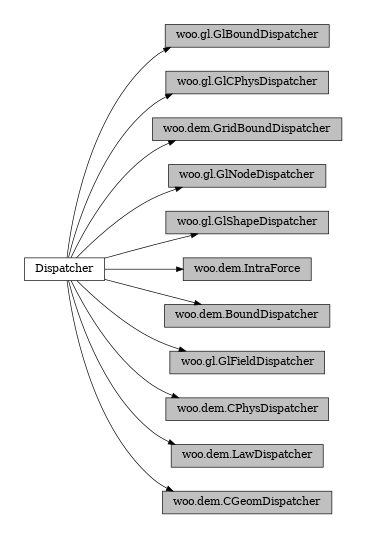 woo.gl.GlBoundDispatcher
woo.gl.GlCPhysDispatcher
woo.dem.GridBoundDispatcher
woo.gl.GlNodeDispatcher
woo.gl.GlShapeDispatcher
Dispatcher
woo.dem.IntraForce
woo.dem.BoundDispatcher
woo.gl.GlFieldDispatcher
woo.dem.CPhysDispatcher
woo.dem.LawDispatcher
woo.dem.CGeomDispatcher